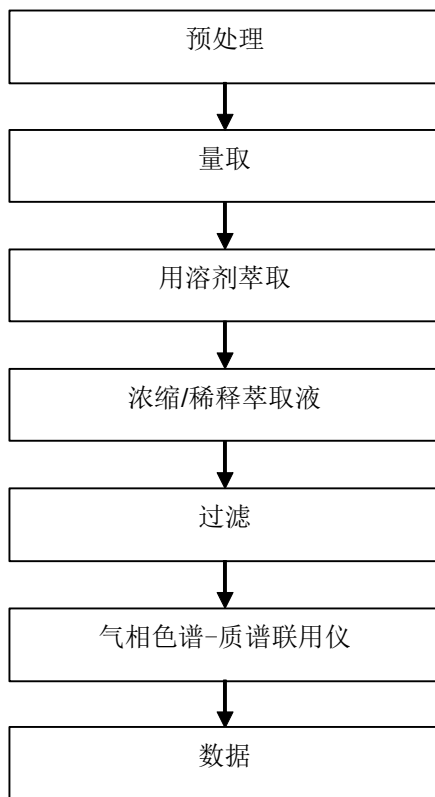 预处理
量取
用溶剂萃取
浓缩/稀释萃取液
过滤
气相色谱-质谱联用仪
数据